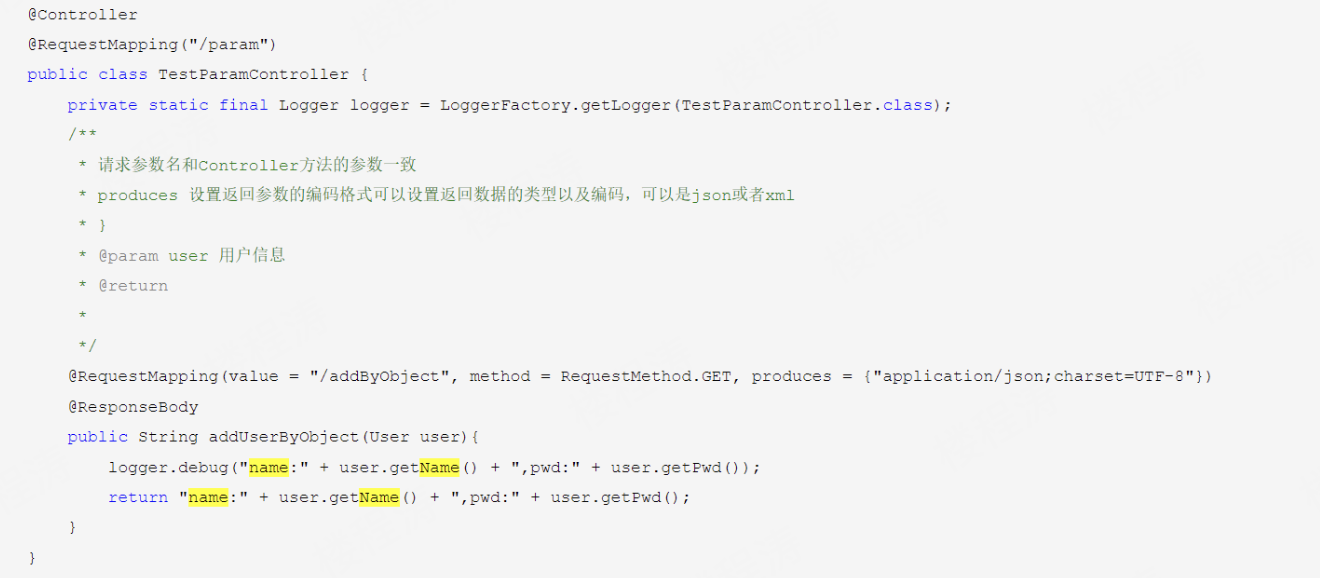 @Controller
@RequestMapping("/param")
public class TestParamController {
    private static final Logger logger = LoggerFactory.getLogger(TestParamController.class);
    /**
     * 请求参数名和Controller方法的参数一致
     * produces 设置返回参数的编码格式可以设置返回数据的类型以及编码，可以是json或者xml
     * }
     * @param user 用户信息
     * @return
     *
     */
    @RequestMapping(value = "/addByObject", method = RequestMethod.GET, produces = {"application/json;charset=UTF-8"})
    @ResponseBody
    public String addUserByObject(User user){
        logger.debug("name:" + user.getName() + ",pwd:" + user.getPwd());
        return "name:" + user.getName() + ",pwd:" + user.getPwd();
    }
}